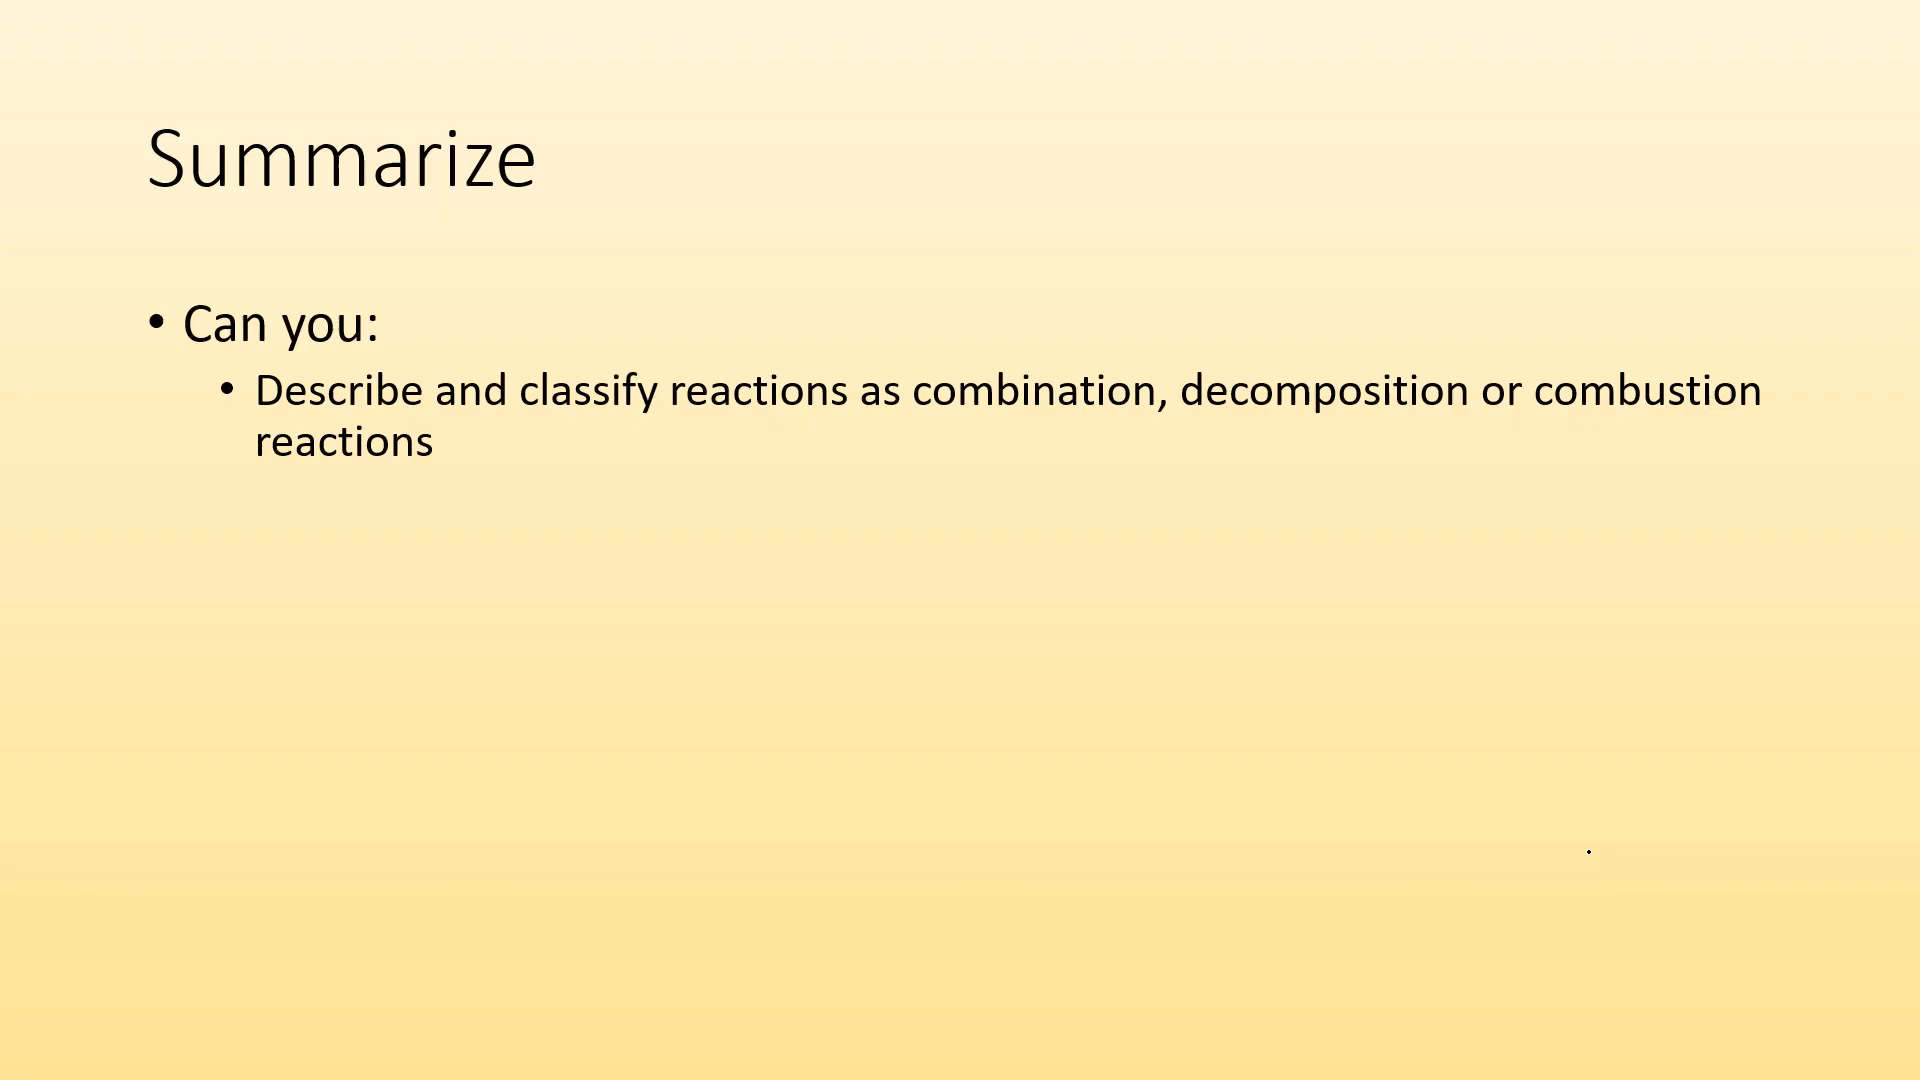 Summarize
• Can you:
• Describe and classify reactions as combination, decomposition or combustion
reactions